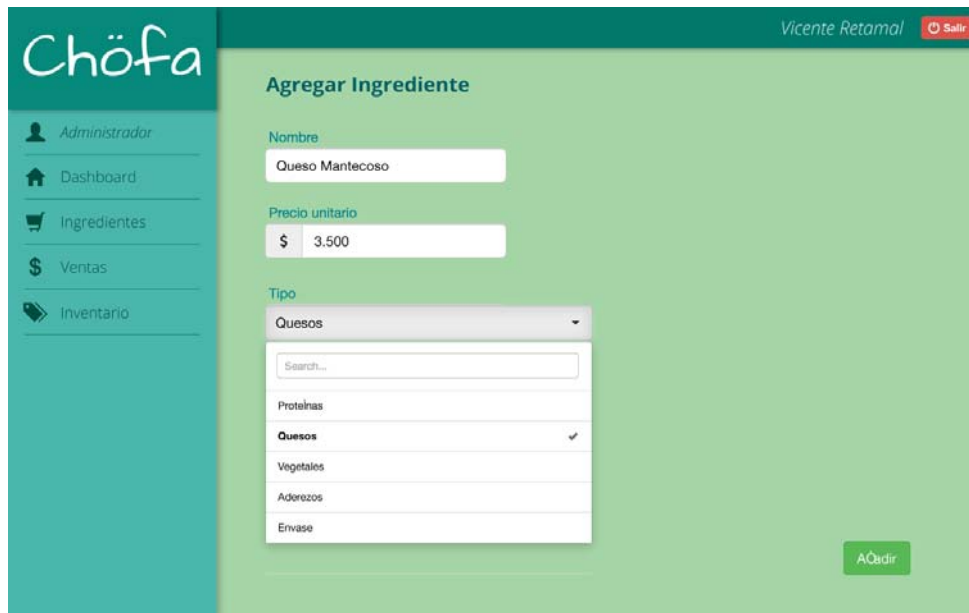 Chöfa
Vicente Retamal
Salir
Administrador
Dashboard
Ingredientes
Ventas
Inventario
Agregar Ingrediente
Nombre
Queso Mantecoso
Precio unitario
$ 3.500
Tipo
Quesos
Search...
Proteínas
Quesos
Vegetales
Aderezos
Envase